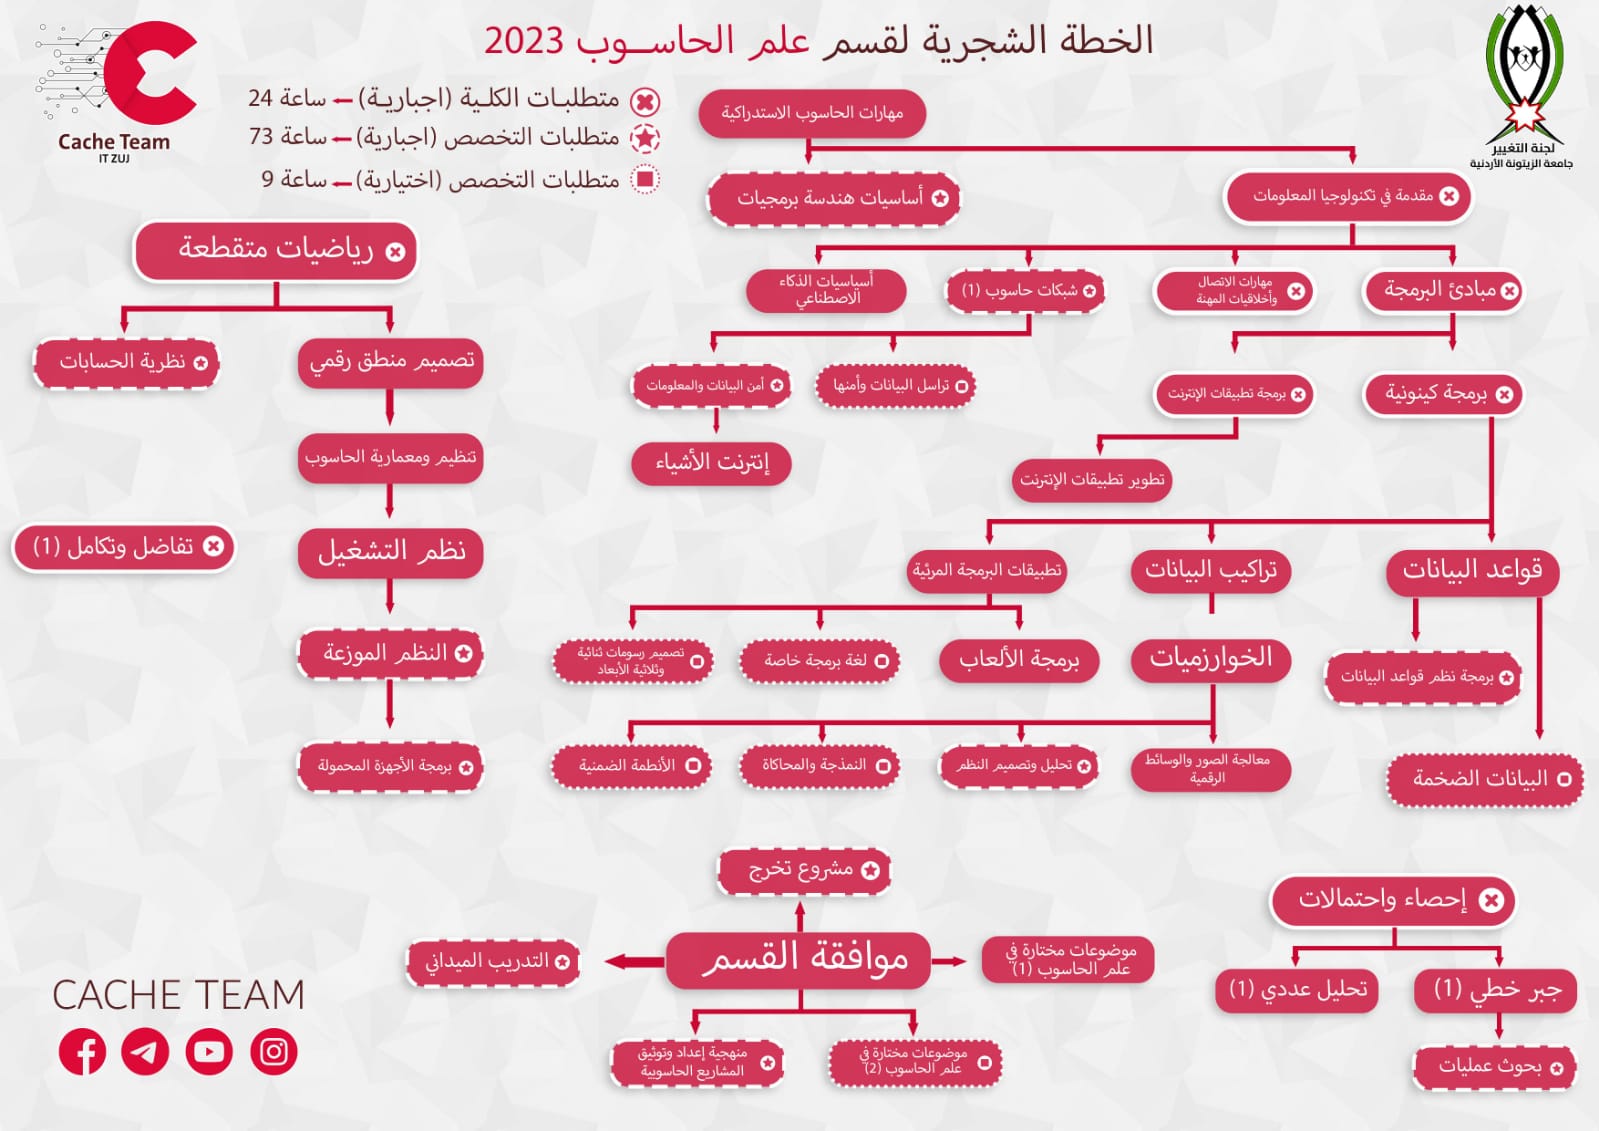 الخطة الشجرية لقسم علم الحاســوب 2023
Cache Team
IT ZUJ
لجنة التغيير
جامعة الزيتونة الأردنية
متطلبـات الكليـة (اجباريـة) ← ساعة 24
متطلبات التخصص (اجبارية) ← ساعة 73
متطلبات التخصص (اختيارية) ← ساعة 9
مهارات الحاسوب الاستدراكية
مقدمة في تكنولوجيا المعلومات
أساسيات هندسة برمجيات
مبادئ البرمجة
مهارات الاتصال
وأخلاقيات المهنة
شبكات حاسوب (1)
أسياسيات الذكاء
الاصطناعي
برمجة كينونية
برمجة تطبيقات الإنترنت
تراسل البيانات وأمنها
أمن البيانات والمعلومات
تطوير تطبيقات الإنترنت
إنترنت الأشياء
قواعد البيانات
تراكيب البيانات
تطبيقات البرمجة المرئية
برمجة نظم قواعد البيانات
الخوارزميات
برمجة الألعاب
لغة برمجة خاصة
تصميم رسومات ثنائية
وثلاثية الأبعاد
البيانات الضخمة
معالجة الصور والوسائط
الرقمية
تحليل وتصميم النظم
النمذجة والمحاكاة
الأنظمة الضمنية
رياضيات متقطعة
تصميم منطق رقمي
نظرية الحسابات
تنظيم ومعمارية الحاسوب
نظم التشغيل
تفاضل وتكامل (1)
النظم الموزعة
برمجة الأجهزة المحمولة
إحصاء واحتمالات
جبر خطي (1)
تحليل عددي (1)
بحوث عمليات
مشروع تخرج
موافقة القسم
موضوعات مختارة في
علم الحاسوب (1)
التدريب الميداني
موضوعات مختارة في
علم الحاسوب (2)
منهجية إعداد وتوثيق
المشاريع الحاسوبية
CACHE TEAM